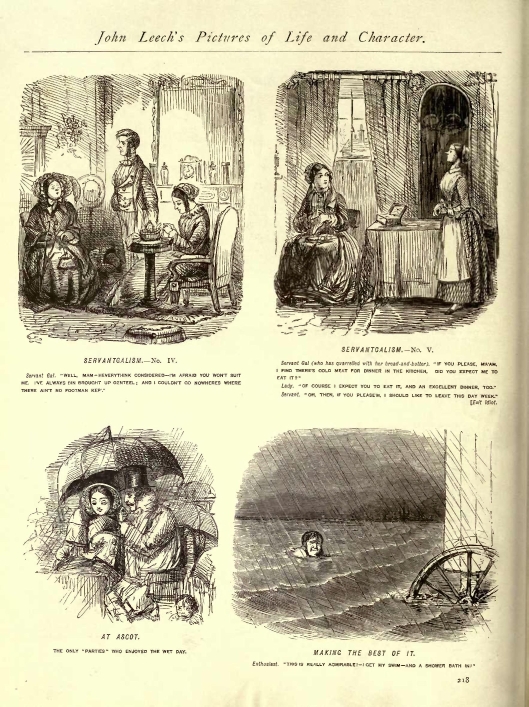 John Leech's Pictures of Life and Character.
SERVANTGALISM.—No. IV.
Servant Gal. "WELL, MAM—HEVERYTHINK CONSIDERED—I'M AFRAID YOU WON'T SUIT
ME. I'VE ALWAYS BIN BROUGHT UP GENTEEL; AND I COULDN'T GO NOWHERES WHERE
THERE AIN'T NO FOOTMAN KEP'."
SERVANTGALISM.—No. V.
Servant Gal (who has quarrelled with her bread-and-butter). "IF YOU PLEASE, MA'AM,
I FIND THERE'S COLD MEAT FOR DINNER IN THE KITCHEN. DID YOU EXPECT ME TO
EAT IT?"
Lady. "OF COURSE I EXPECT YOU TO EAT IT, AND AN EXCELLENT DINNER, TOO."
Servant. "OH, THEN, IF YOU PLEASE'M, I SHOULD LIKE TO LEAVE THIS DAY WEEK."
[Exit Idiot.
AT ASCOT.
THE ONLY "PARTIES" WHO ENJOYED THE WET DAY.
MAKING THE BEST OF IT.
Enthusiast. "THIS IS REALLY ADMIRABLE!—I GET MY SWIM—AND A SHOWER BATH IN!"
218